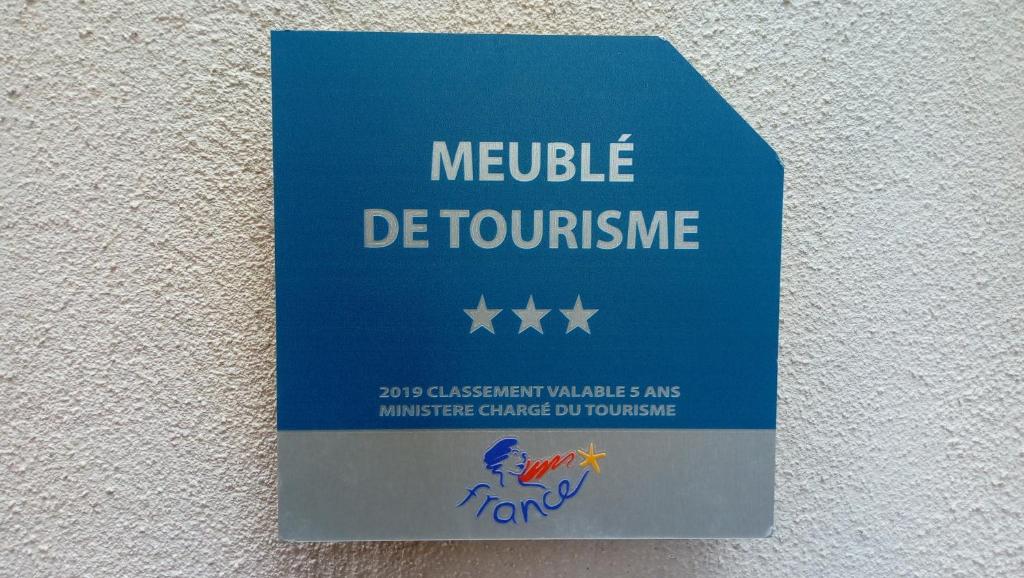 MEUBLÉ
DE TOURISME
2019 CLASSEMENT VALABLE 5 ANS
MINISTERE CHARGÉ DU TOURISME
france